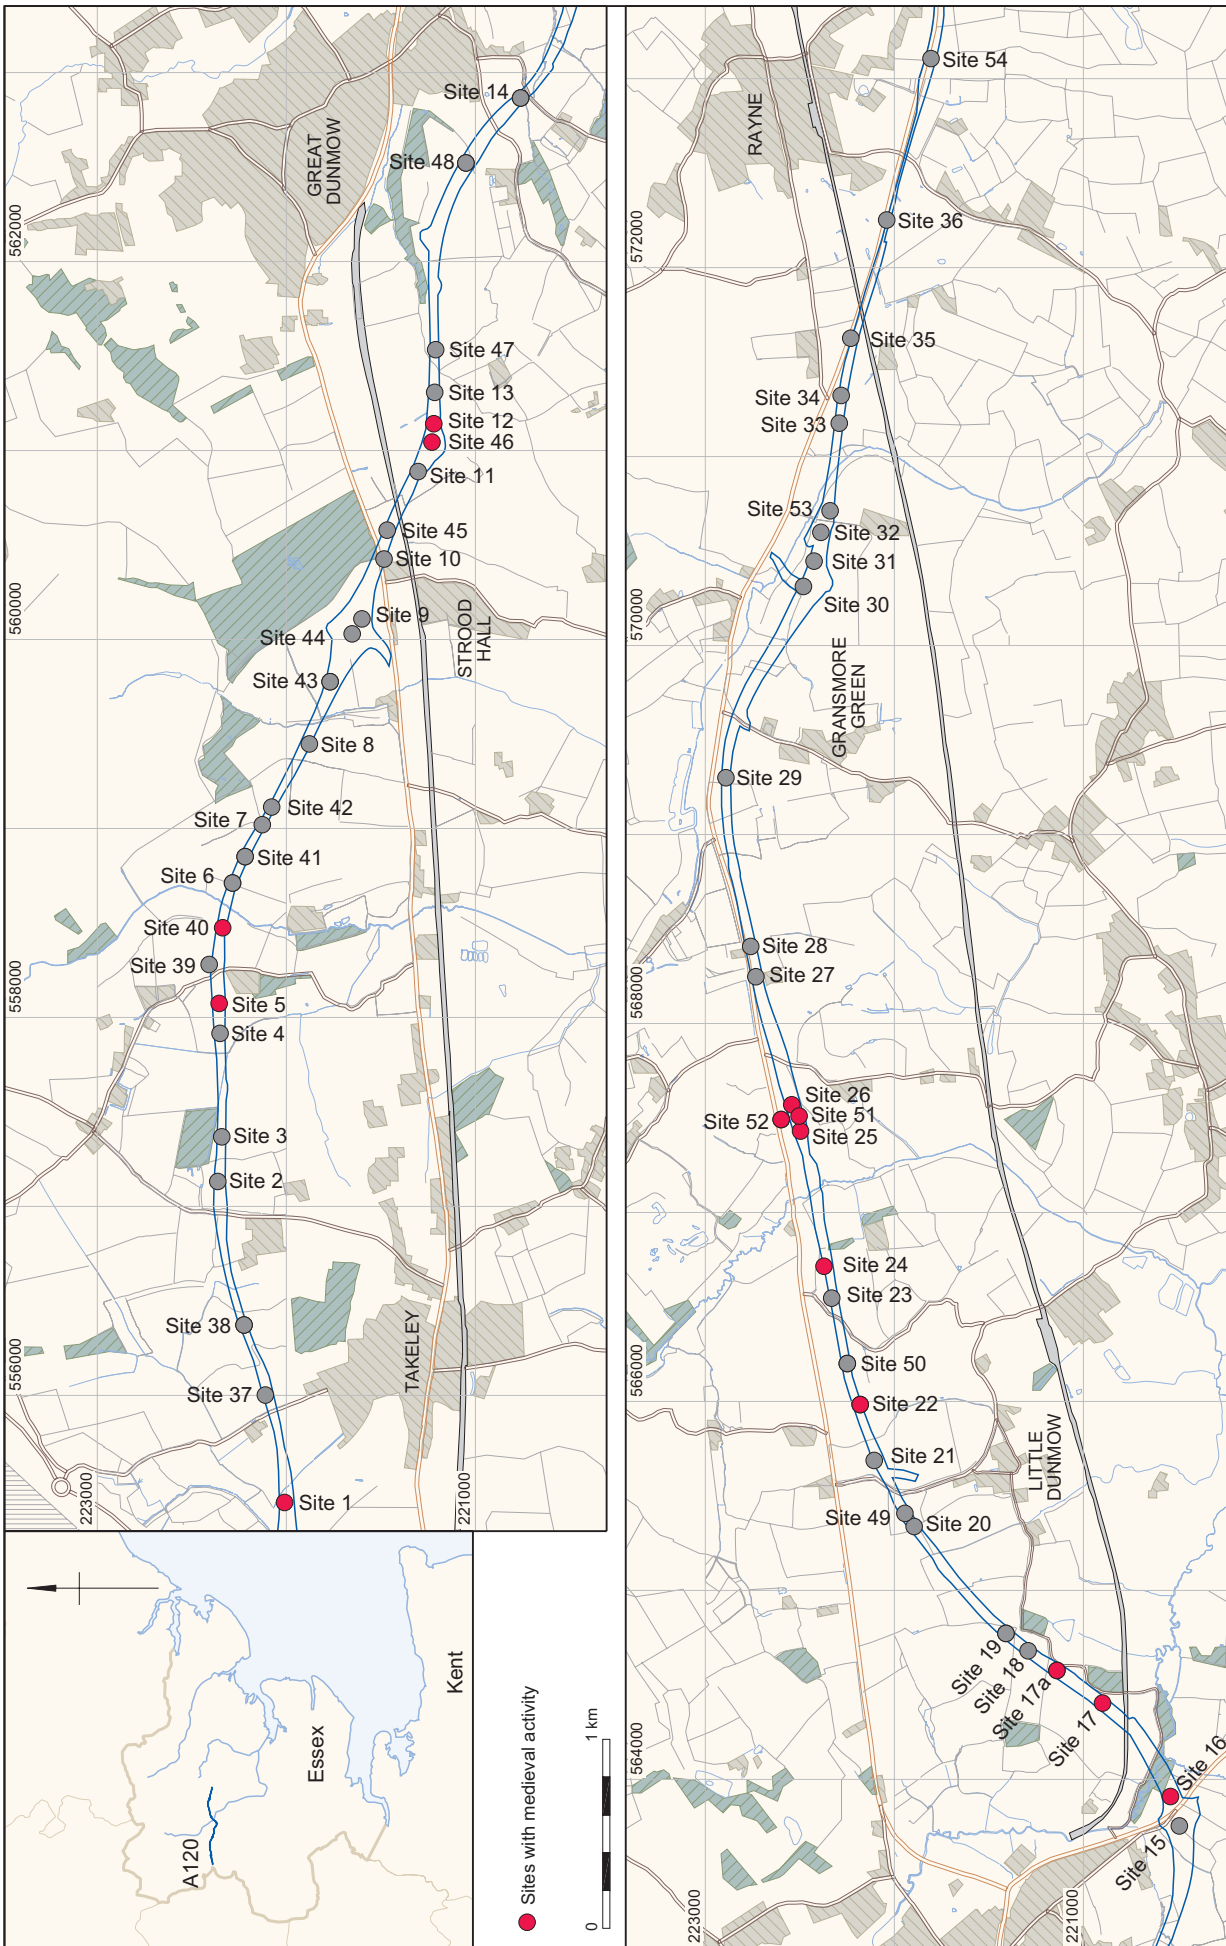 Site 14
GREAT
DUNMOW
Site 48
562000
Site 47
Site 13
Site 12
Site 46
Site 11
Site 45
Site 10
560000
Site 9
Site 44
STROOD
HALL
Site 43
Site 8
Site 42
Site 7
Site 41
Site 6
Site 40
Site 39
558000
Site 5
Site 4
Site 3
Site 2
Site 38
556000
Site 37
TAKELEY
Site 1
223000
221000
Kent
Essex
A120
Sites with medieval activity
0
1 km
Site 54
RAYNE
572000
Site 36
Site 35
Site 34
Site 33
Site 53
Site 32
Site 31
Site 30
570000
GRANSMORE
GREEN
Site 29
Site 28
Site 27
568000
Site 26
Site 51
Site 52
Site 25
Site 24
Site 23
566000
Site 50
Site 22
Site 21
LITTLE
DUNMOW
Site 49
Site 20
Site 19
Site 18
Site 17a
Site 17
564000
Site 16
Site 15
223000
221000